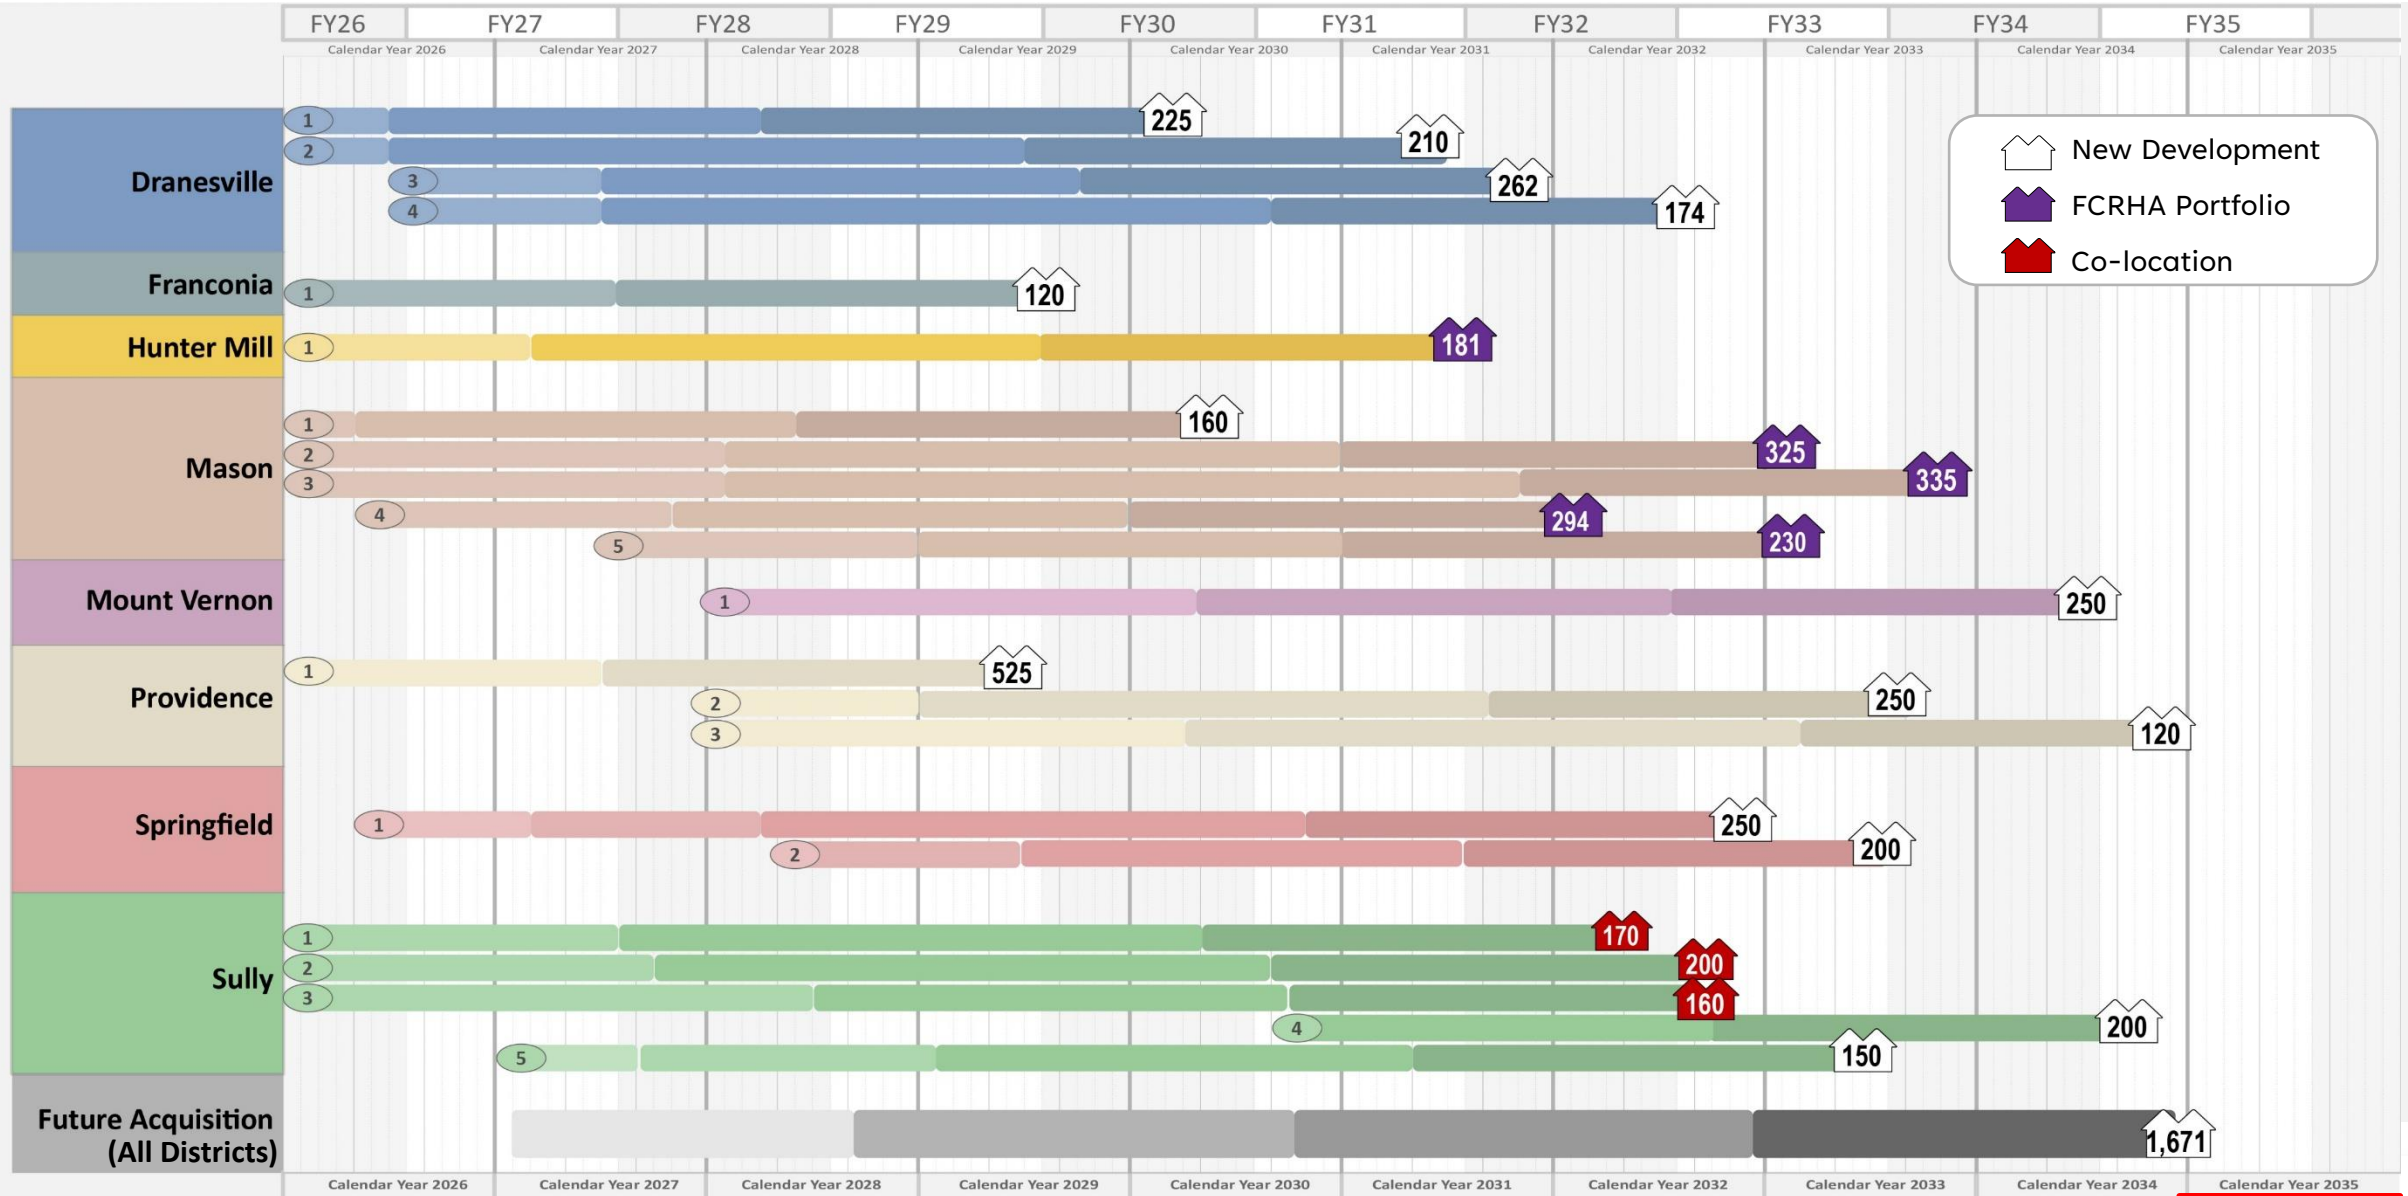 FY26 FY27 FY28 FY29 FY30 FY31 FY32 FY33 FY34 FY35
Calendar Year 2026 Calendar Year 2027 Calendar Year 2028 Calendar Year 2029 Calendar Year 2030 Calendar Year 2031 Calendar Year 2032 Calendar Year 2033 Calendar Year 2034 Calendar Year 2035
New Development
FCRHA Portfolio
Co-location
Dranesville
1 225
2 210
3 262
4 174
Franconia
1 120
Hunter Mill
1 181
Mason
1 160
2 325
3 335
4 294
5 230
Mount Vernon
1 250
Providence
1 525
2 250
3 120
Springfield
1 250
2 200
Sully
1 170
2 200
3 160
4 200
5 150
Future Acquisition
(All Districts)
1,671
Calendar Year 2026 Calendar Year 2027 Calendar Year 2028 Calendar Year 2029 Calendar Year 2030 Calendar Year 2031 Calendar Year 2032 Calendar Year 2033 Calendar Year 2034 Calendar Year 2035